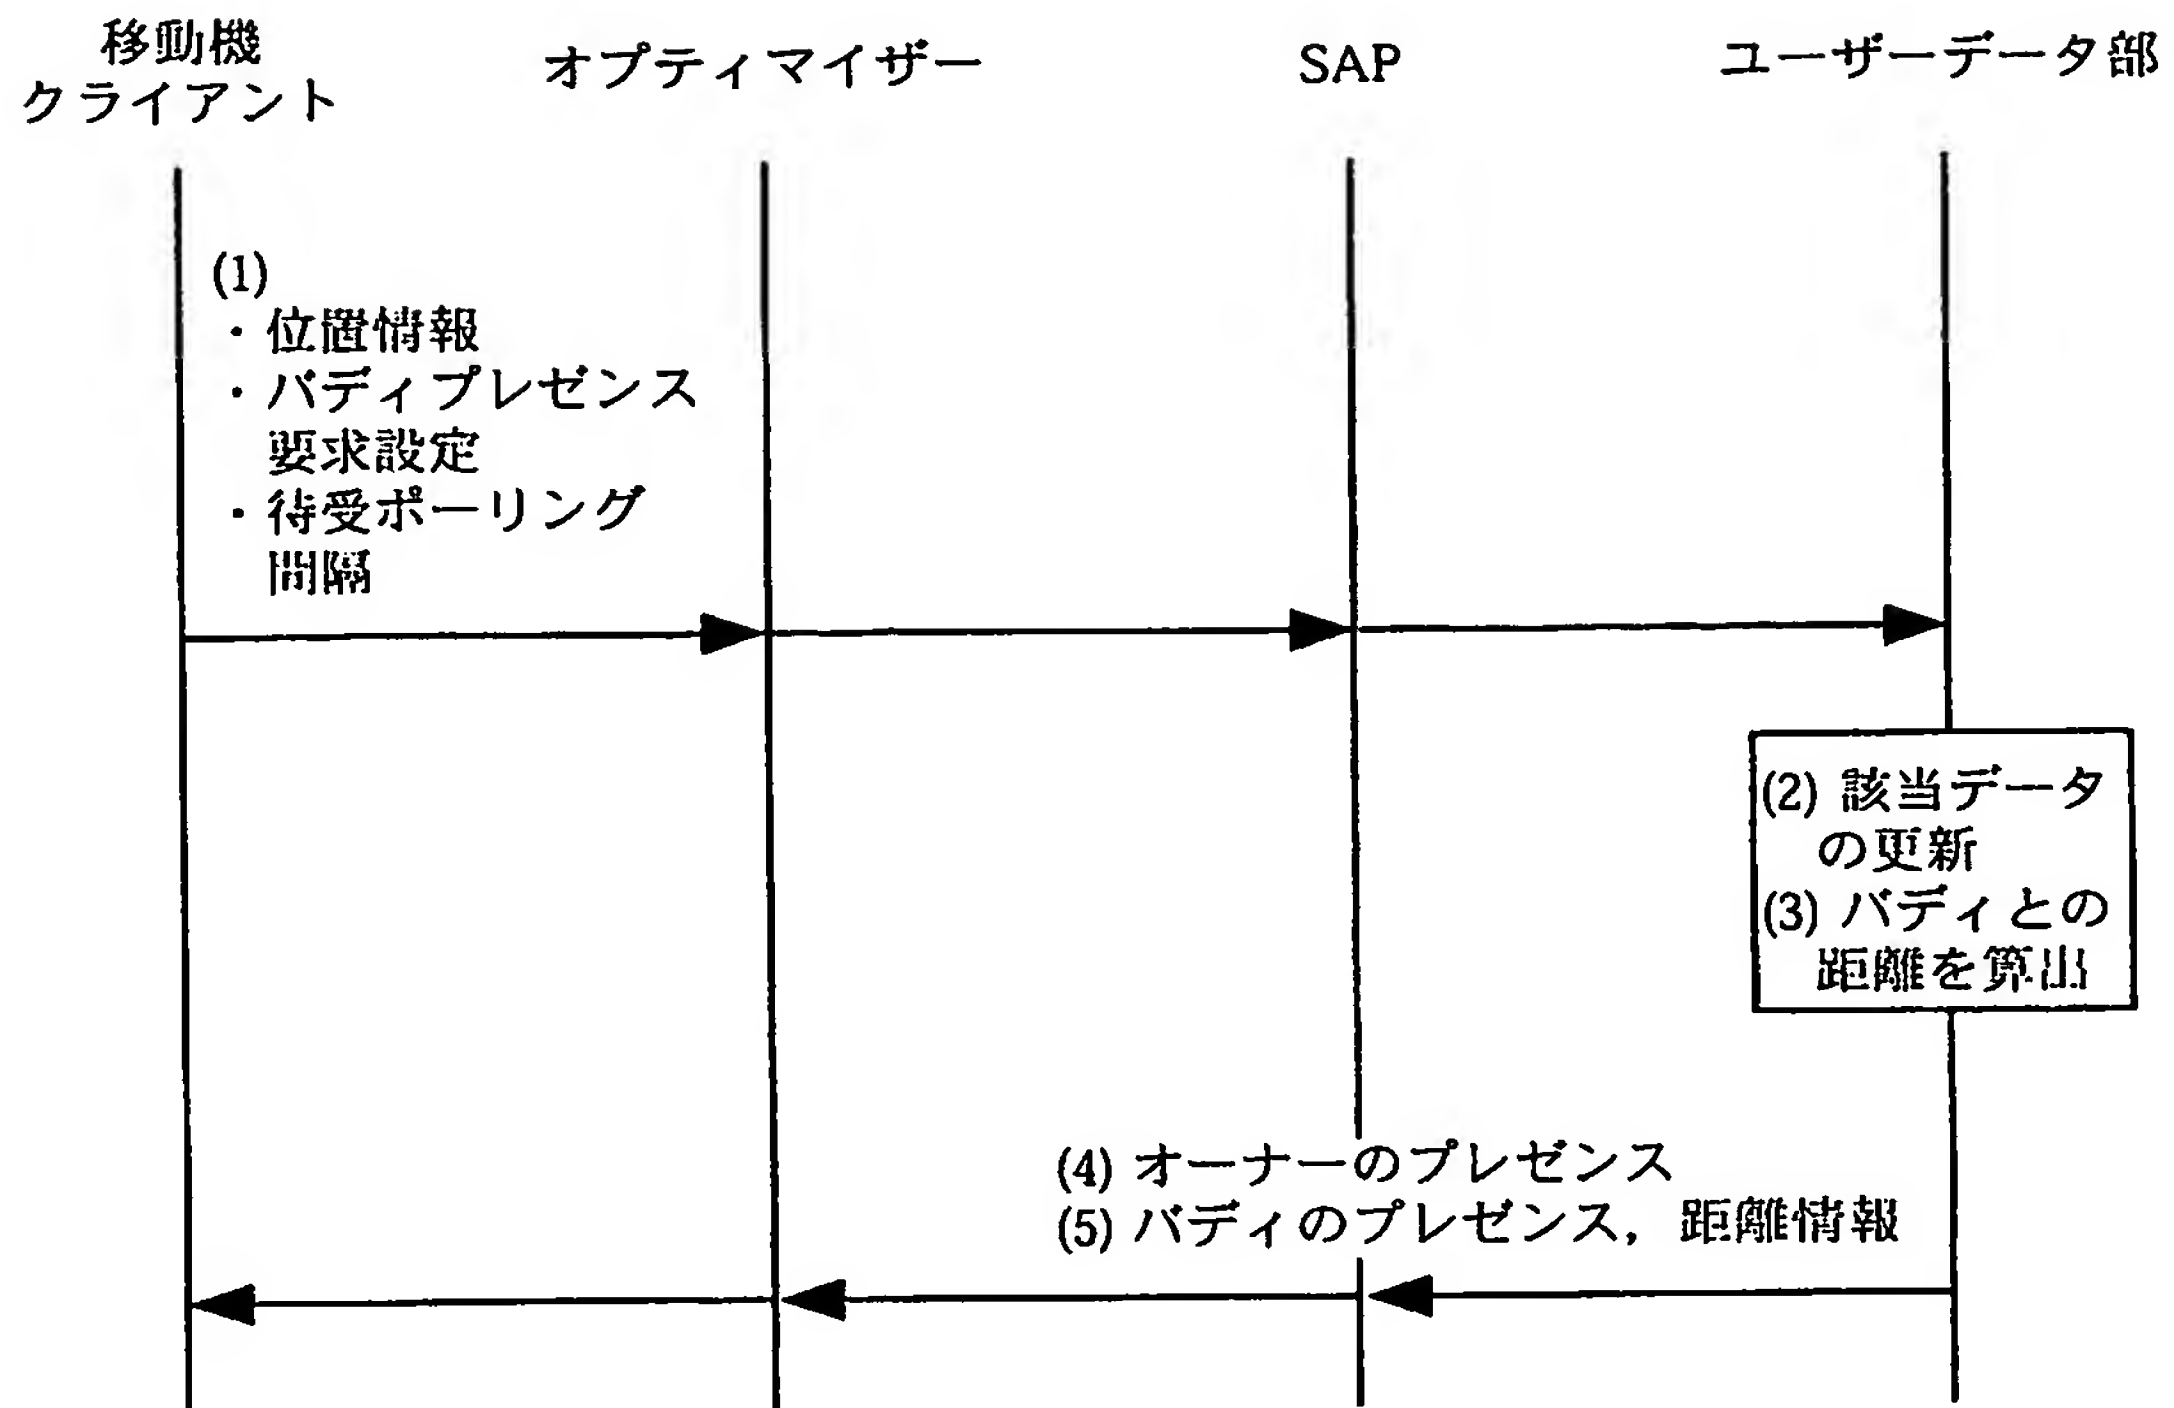 移動機
クライアント
オプティマイザー
SAP
ユーザーデータ部
(1)
・位置情報
・バディプレゼンス
要求設定
・待受ポーリング
間隔
(2) 該当データ
の更新
(3) バディとの
距離を算出
(4) オーナーのプレゼンス
(5) バディのプレゼンス，距離情報